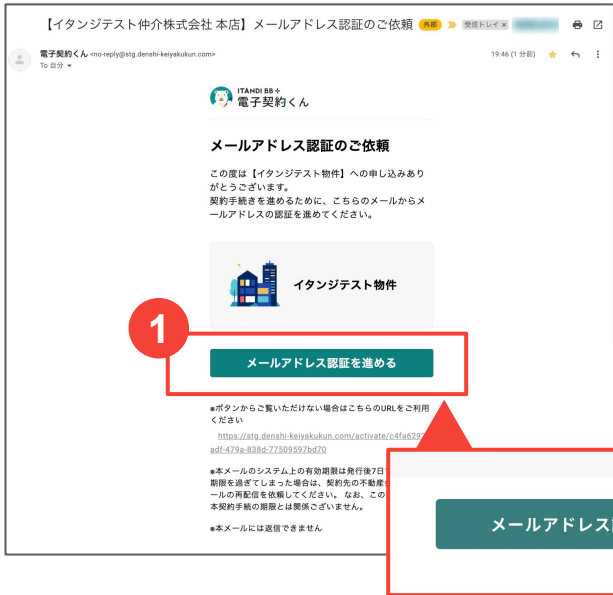 【イタンジテスト仲介株式会社 本店】メールアドレス認証のご依頼 外部 受信トレイ ×
電子契約くん <no-reply@stg.denshi-keiyakukun.com> 19:46 (1 分前)
To 自分
ITANDI BB +
電子契約くん
メールアドレス認証のご依頼
この度は【イタンジテスト物件】への申し込みあり
がとうございます。
契約手続きを進めるために、こちらのメールからメ
ールアドレスの認証を進めてください。
イタンジテスト物件
1
メールアドレス認証を進める
※ボタンからご覧いただけない場合はこちらのURLをご利用
ください
https://stg.denshi-keiyakukun.com/activate/c4fa629
adf-479a-838d-77509597bd70
※本メールのシステム上の有効期限は発行後7日
期限を過ぎてしまった場合は、契約先の不動産
ールの再配信を依頼してください。 なお、この
本契約手続の期限とは関係ございません。
※本メールには返信できません
メールアドレス